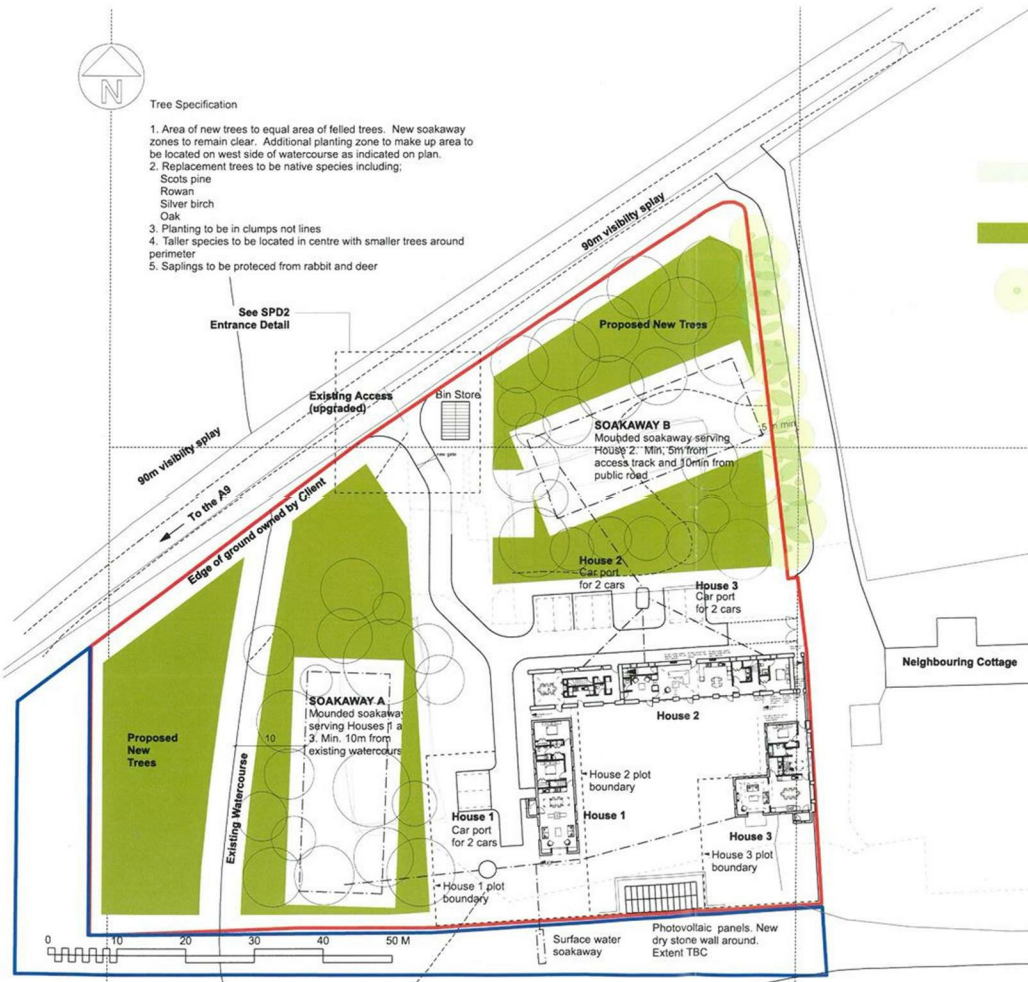 N
Tree Specification
1. Area of new trees to equal area of felled trees. New soakaway
zones to remain clear. Additional planting zone to make up area to
be located on west side of watercourse as indicated on plan.
2. Replacement trees to be native species including;
Scots pine
Rowan
Silver birch
Oak
3. Planting to be in clumps not lines
4. Taller species to be located in centre with smaller trees around
perimeter
5. Saplings to be proteced from rabbit and deer
90m visibilty splay
See SPD2
Entrance Detail
Proposed New Trees
Existing Access
(upgraded)
Bin Store
new gate
SOAKAWAY B
Mounded soakaway serving
House 2. Min, 5m from
access track and 10min from
public road
5 m min
90m visibilty splay
To the A9
Edge of ground owned by Client
House 2
Car port
for 2 cars
House 3
Car port
for 2 cars
Neighbouring Cottage
SOAKAWAY A
Mounded soakaway
serving Houses 1 a
3. Min. 10m from
existing watercours
House 2
Proposed
New
Trees
10
Existing Watercourse
House 2 plot
boundary
House 1
Car port
for 2 cars
House 1
House 3
House 3 plot
boundary
House 1 plot
boundary
0 10 20 30 40 50 M
Surface water
soakaway
Photovoltaic panels. New
dry stone wall around.
Extent TBC